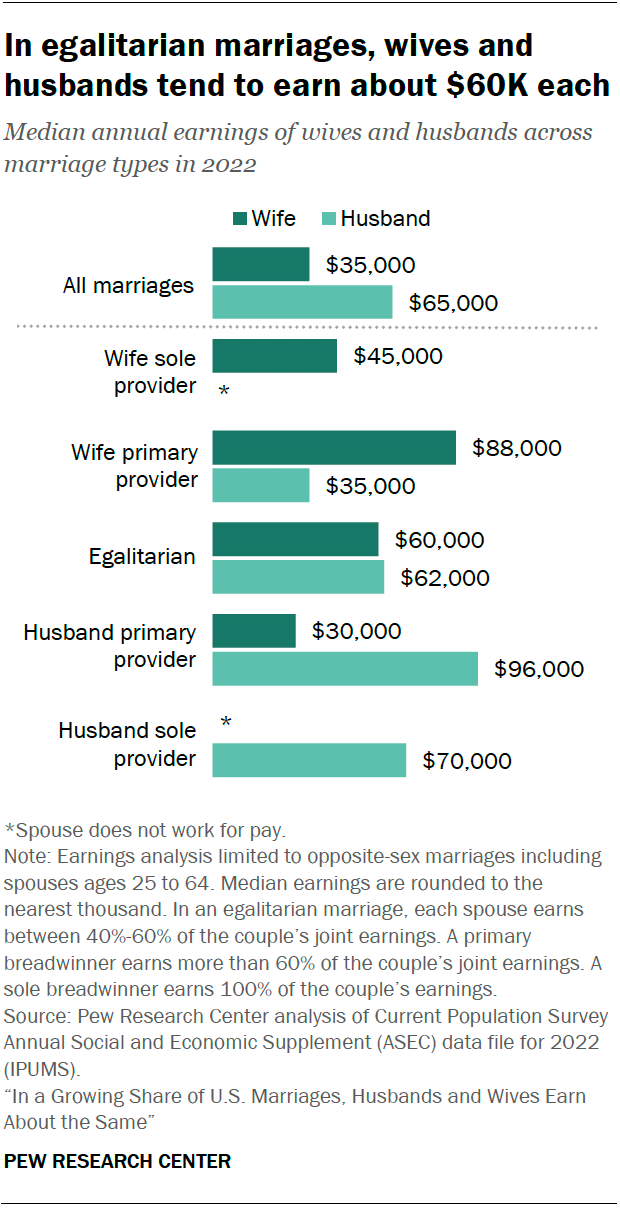 In egalitarian marriages, wives and
husbands tend to earn about $60K each
Median annual earnings of wives and husbands across
marriage types in 2022
Wife Husband
All marriages
$35,000
$65,000
Wife sole
provider
$45,000
*
Wife primary
provider
$88,000
$35,000
Egalitarian
$60,000
$62,000
Husband primary
provider
$30,000
$96,000
Husband sole
provider
*
$70,000
*Spouse does not work for pay.
Note: Earnings analysis limited to opposite-sex marriages including
spouses ages 25 to 64. Median earnings are rounded to the
nearest thousand. In an egalitarian marriage, each spouse earns
between 40%-60% of the couple’s joint earnings. A primary
breadwinner earns more than 60% of the couple’s joint earnings. A
sole breadwinner earns 100% of the couple’s earnings.
Source: Pew Research Center analysis of Current Population Survey
Annual Social and Economic Supplement (ASEC) data file for 2022
(IPUMS).
“In a Growing Share of U.S. Marriages, Husbands and Wives Earn
About the Same”
PEW RESEARCH CENTER